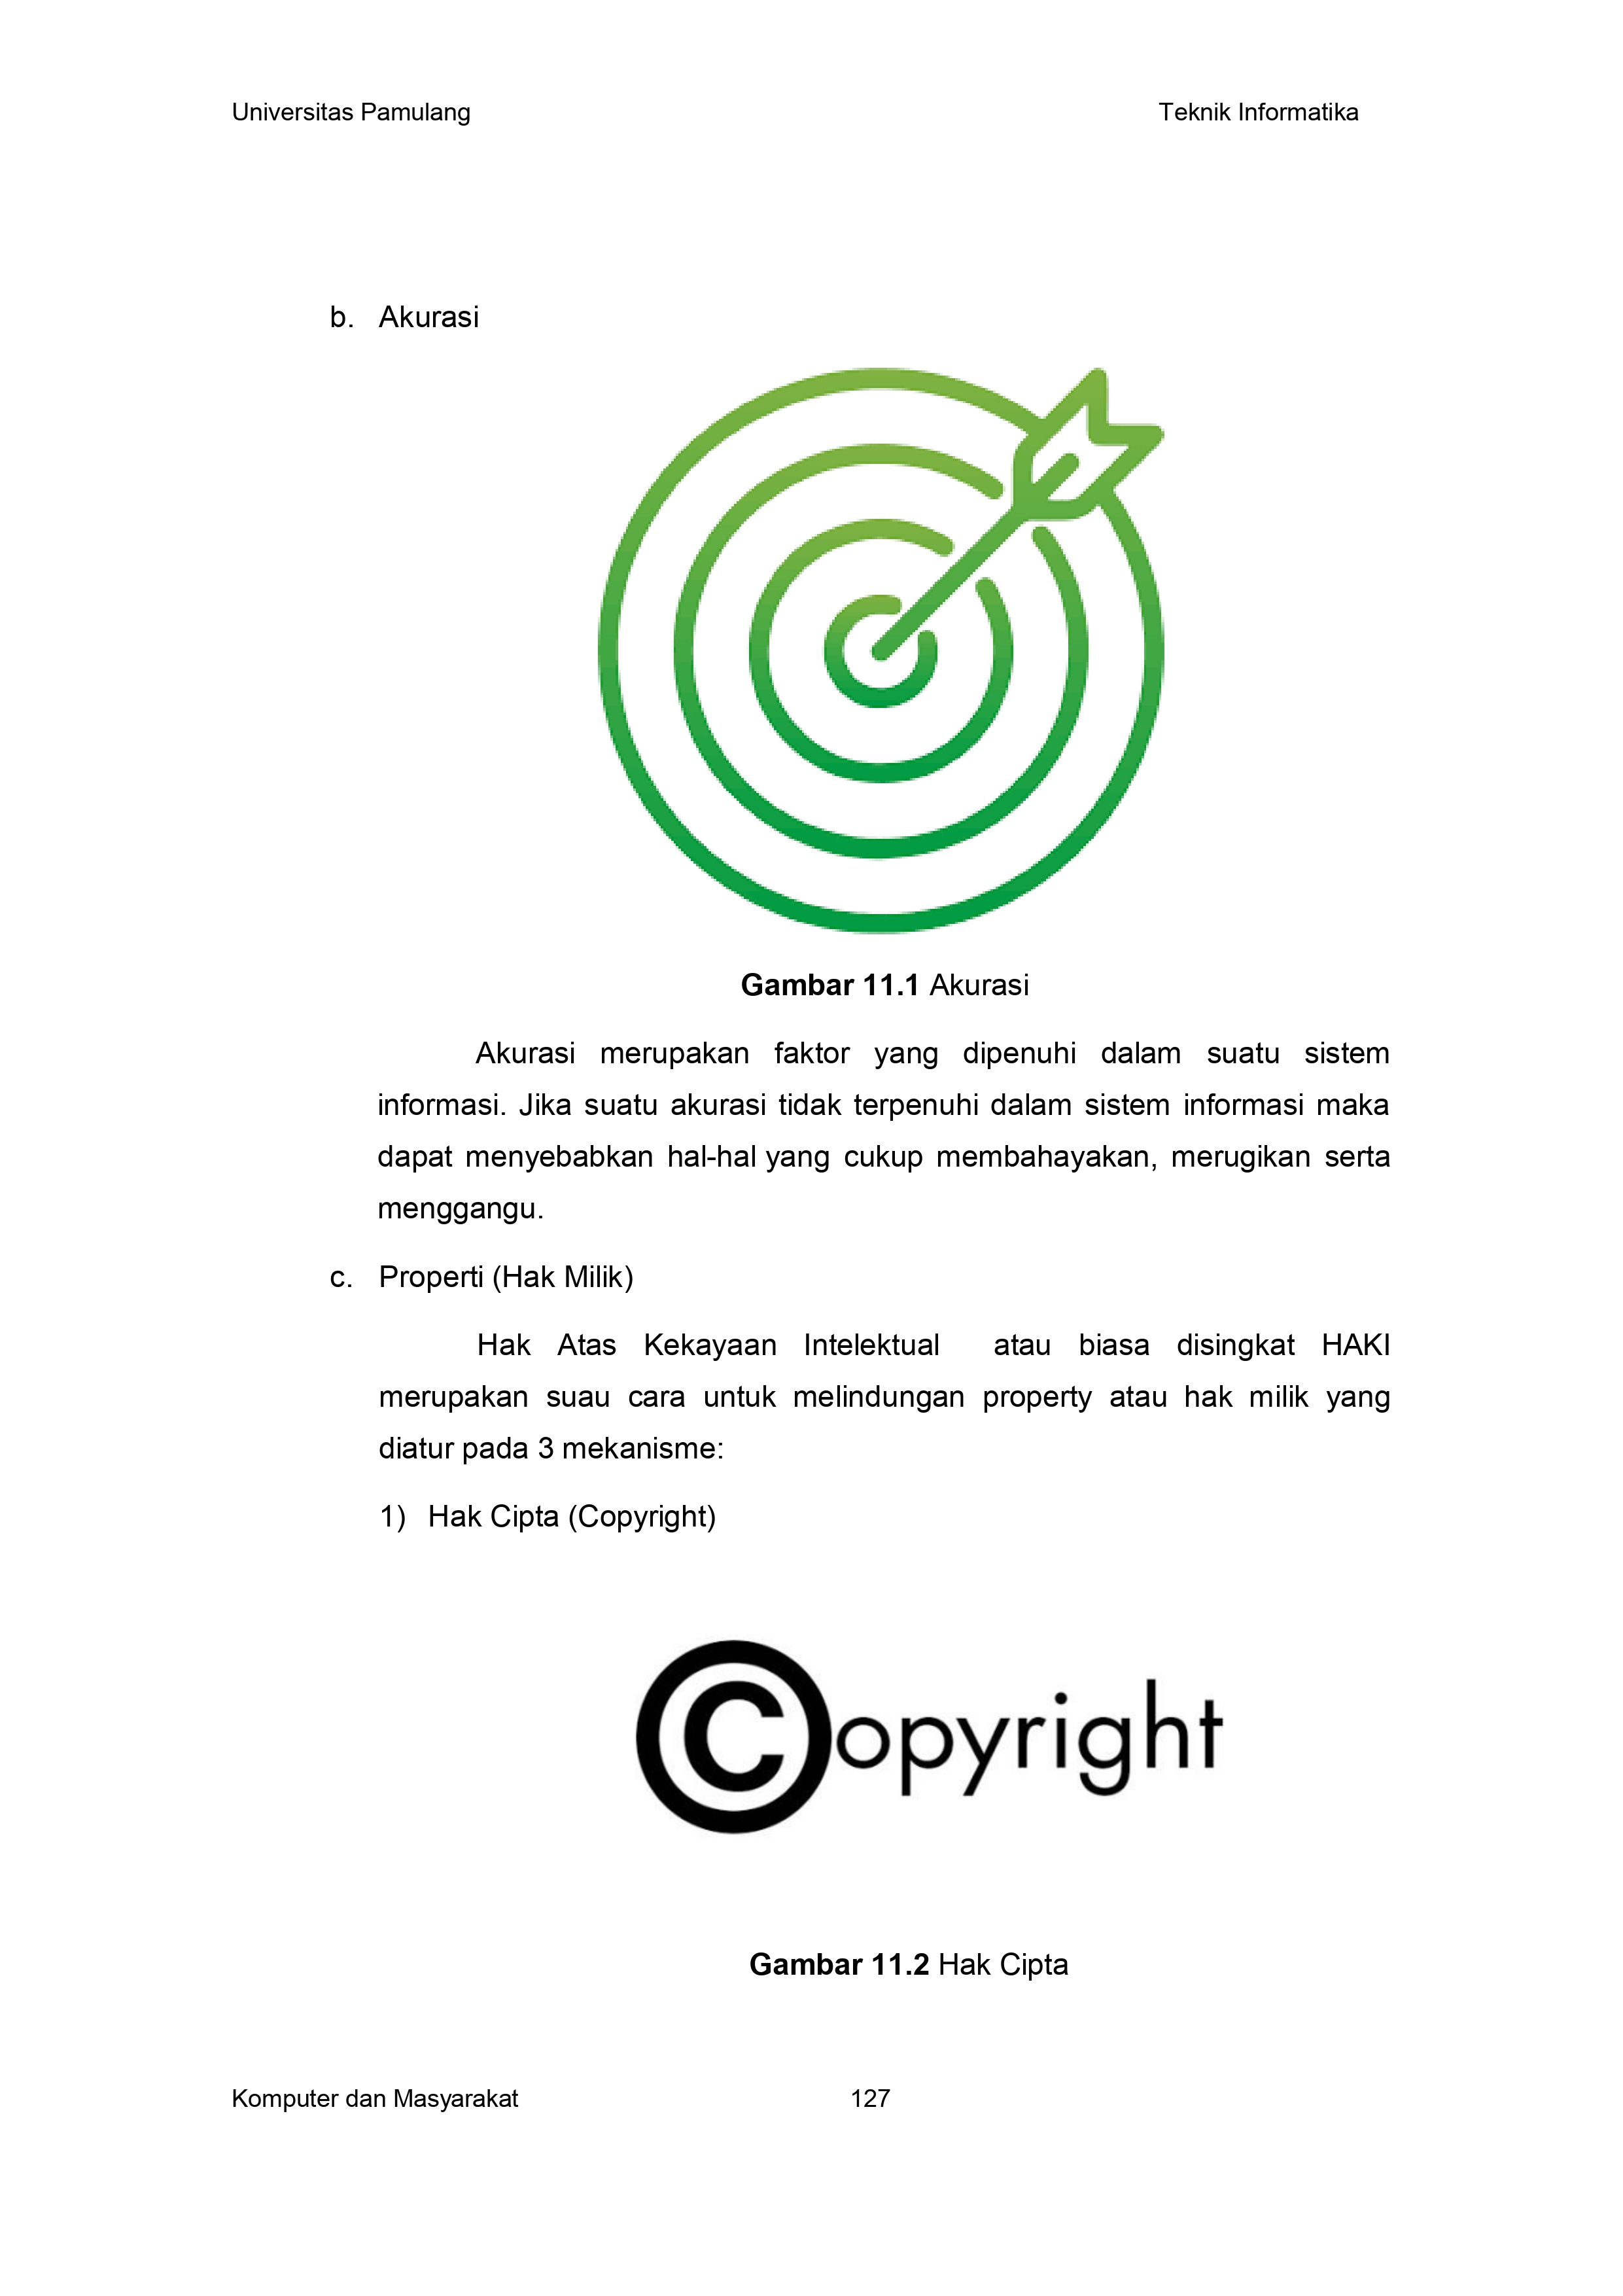 Universitas Pamulang Teknik Informatika
b. Akurasi
Gambar 11.1 Akurasi
Akurasi merupakan faktor yang dipenuhi dalam suatu sistem
informasi. Jika suatu akurasi tidak terpenuhi dalam sistem informasi maka
dapat menyebabkan hal-hal yang cukup membahayakan, merugikan serta
menggangu.
c. Properti (Hak Milik)
Hak Atas Kekayaan Intelektual atau biasa disingkat HAKI
merupakan suau cara untuk melindungan property atau hak milik yang
diatur pada 3 mekanisme:
1) Hak Cipta (Copyright)
Copyright
Gambar 11.2 Hak Cipta
Komputer dan Masyarakat 127